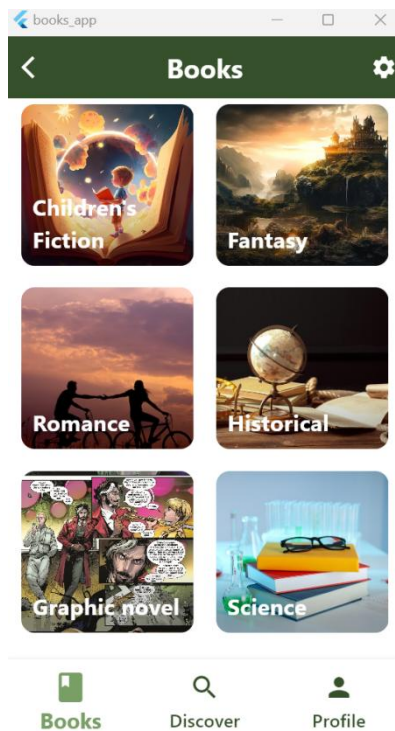 books_app
Books
Children's
Fiction
Fantasy
Romance
Historical
Graphic novel
Science
Books
Discover
Profile